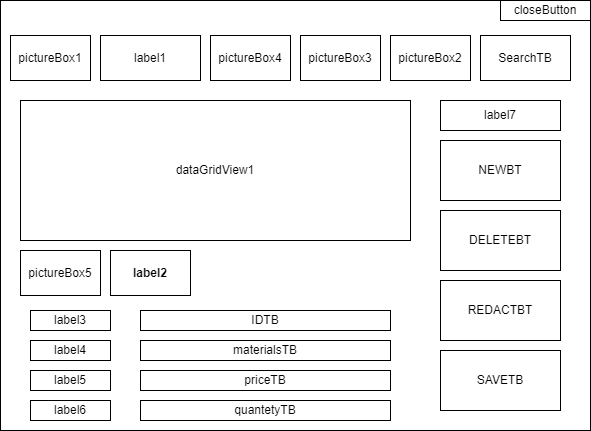 closeButton
pictureBox1
label1
pictureBox4
pictureBox3
pictureBox2
SearchTB
dataGridView1
label7
NEWBT
DELETEBT
REDACTBT
SAVETB
pictureBox5
label2
label3
IDTB
label4
materialsTB
label5
priceTB
label6
quantetyTB